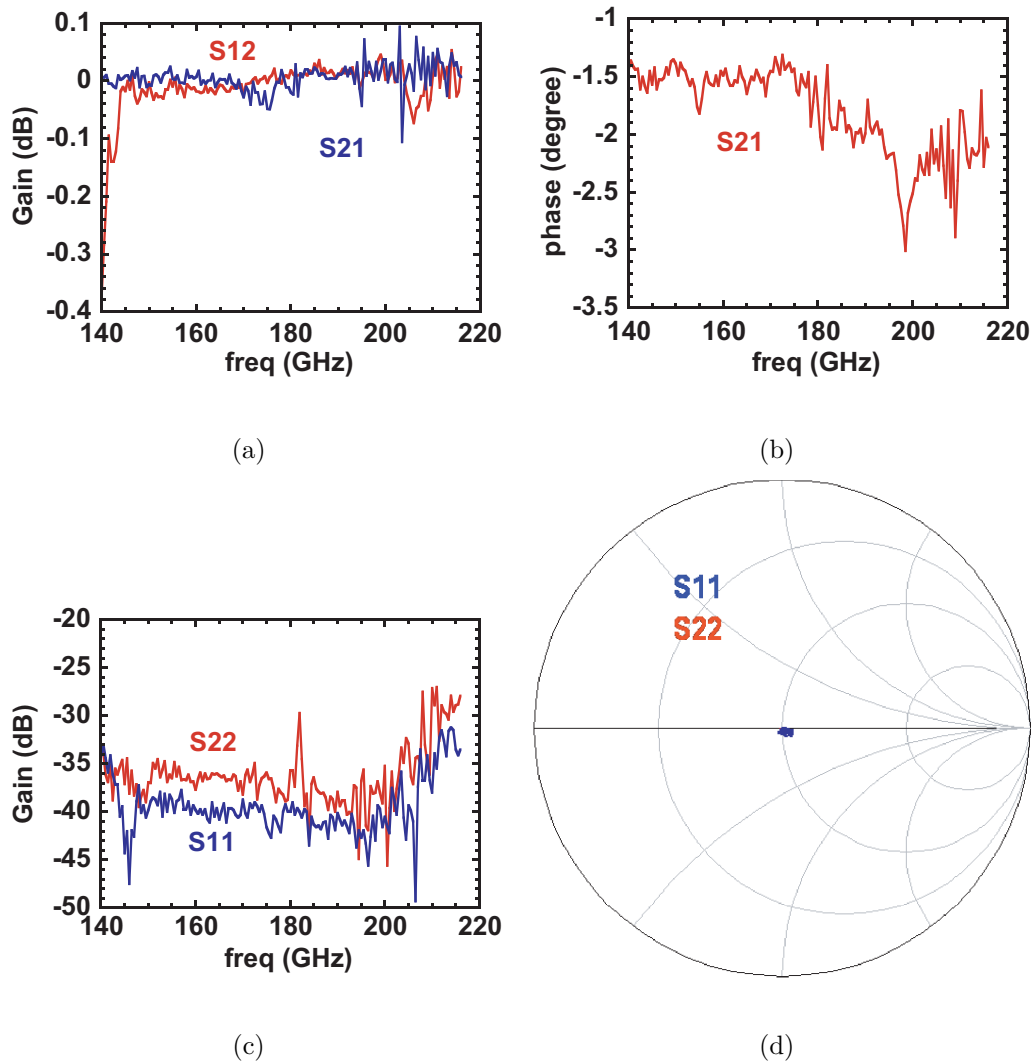 0.1
0
-0.1
-0.2
-0.3
-0.4
Gain (dB)
S12
S21
140 160 180 200 220
freq (GHz)
(a)
-1
-1.5
-2
-2.5
-3
-3.5
phase (degree)
S21
140 160 180 200 220
freq (GHz)
(b)
-20
-25
-30
-35
-40
-45
-50
Gain (dB)
S22
S11
140 160 180 200 220
freq (GHz)
(c)
S11
S22
(d)